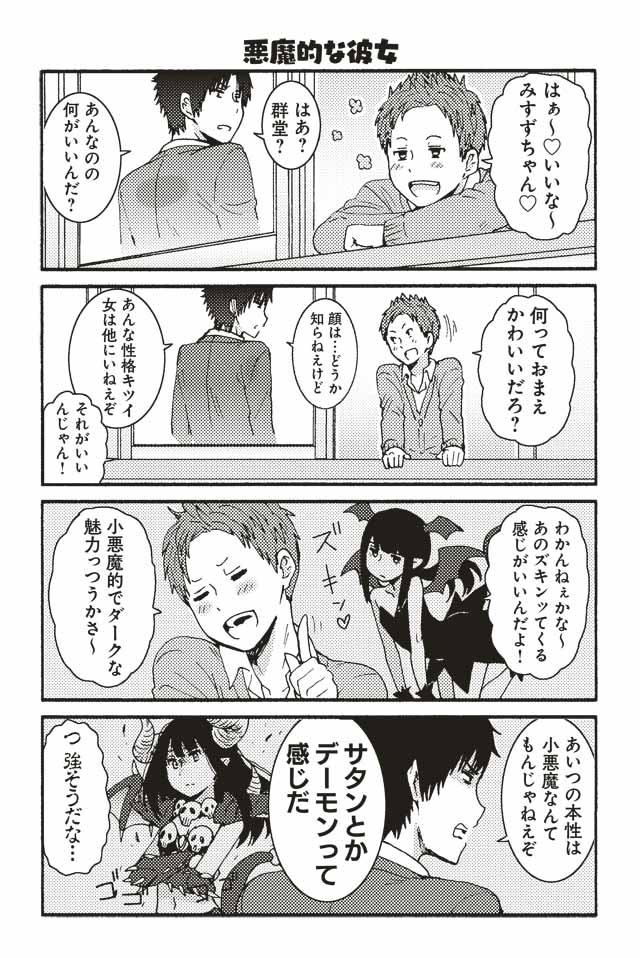 悪魔的な彼女
はぁ～♡いいな～
みすずちゃん♡
はあ？
群堂？
あんなの
何がいいんだ？
何っておまえ
かわいいだろ？
顔は…どうか
知らねえけど
あんな性格キツイ
女は他にいねえぞ
それがいい
んじゃん！
わかんねぇかな～
あのズキンッてくる
感じがいいんだよ！
ズキン♡
小悪魔的でダークな
魅力っつうかさ～
あいつの本性は
小悪魔なんて
もんじゃねえぞ
サタンとか
デーモンって
感じだ
つ 強そうだな…
ゴゴ
ゴゴ